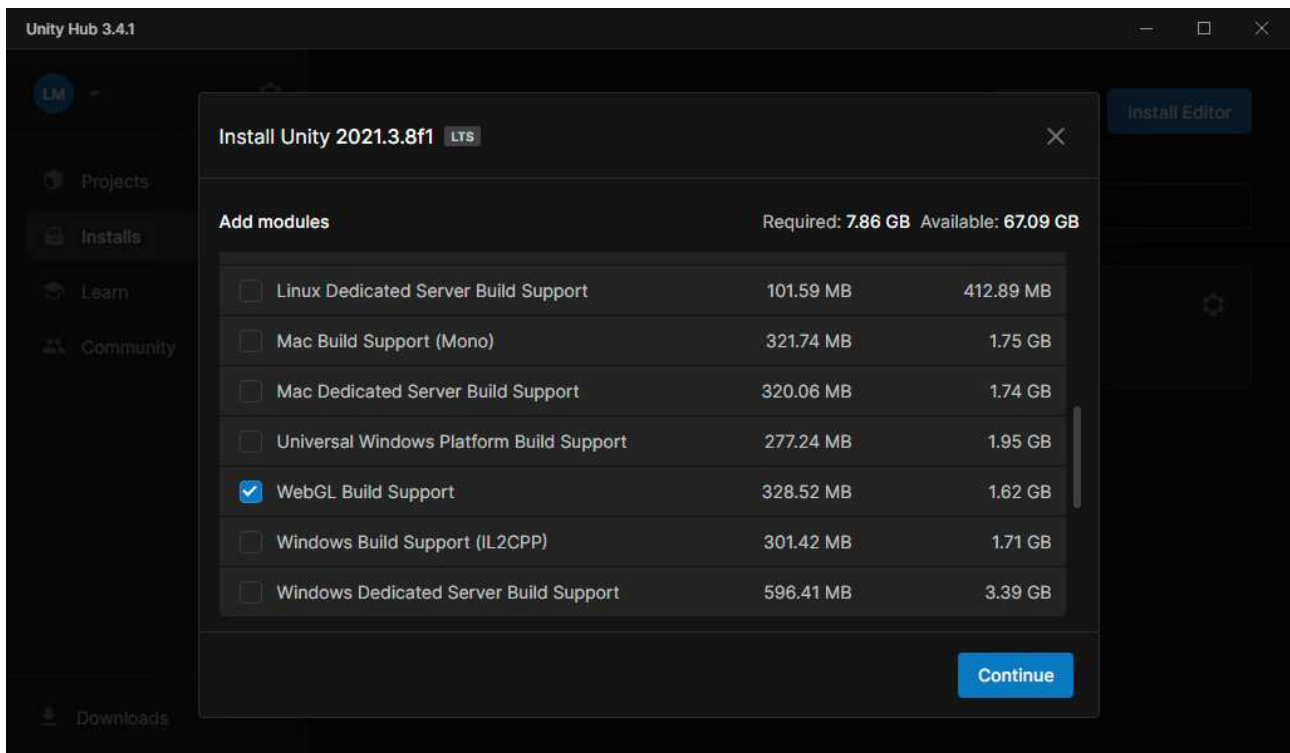 Unity Hub 3.4.1
LM
Install Editor
Install Unity 2021.3.8f1 LTS
Projects
Add modules Required: 7.86 GB Available: 67.09 GB
Installs
Linux Dedicated Server Build Support 101.59 MB 412.89 MB
Learn
Mac Build Support (Mono) 321.74 MB 1.75 GB
Community
Mac Dedicated Server Build Support 320.06 MB 1.74 GB
Universal Windows Platform Build Support 277.24 MB 1.95 GB
WebGL Build Support 328.52 MB 1.62 GB
Windows Build Support (IL2CPP) 301.42 MB 1.71 GB
Windows Dedicated Server Build Support 596.41 MB 3.39 GB
Continue
Downloads